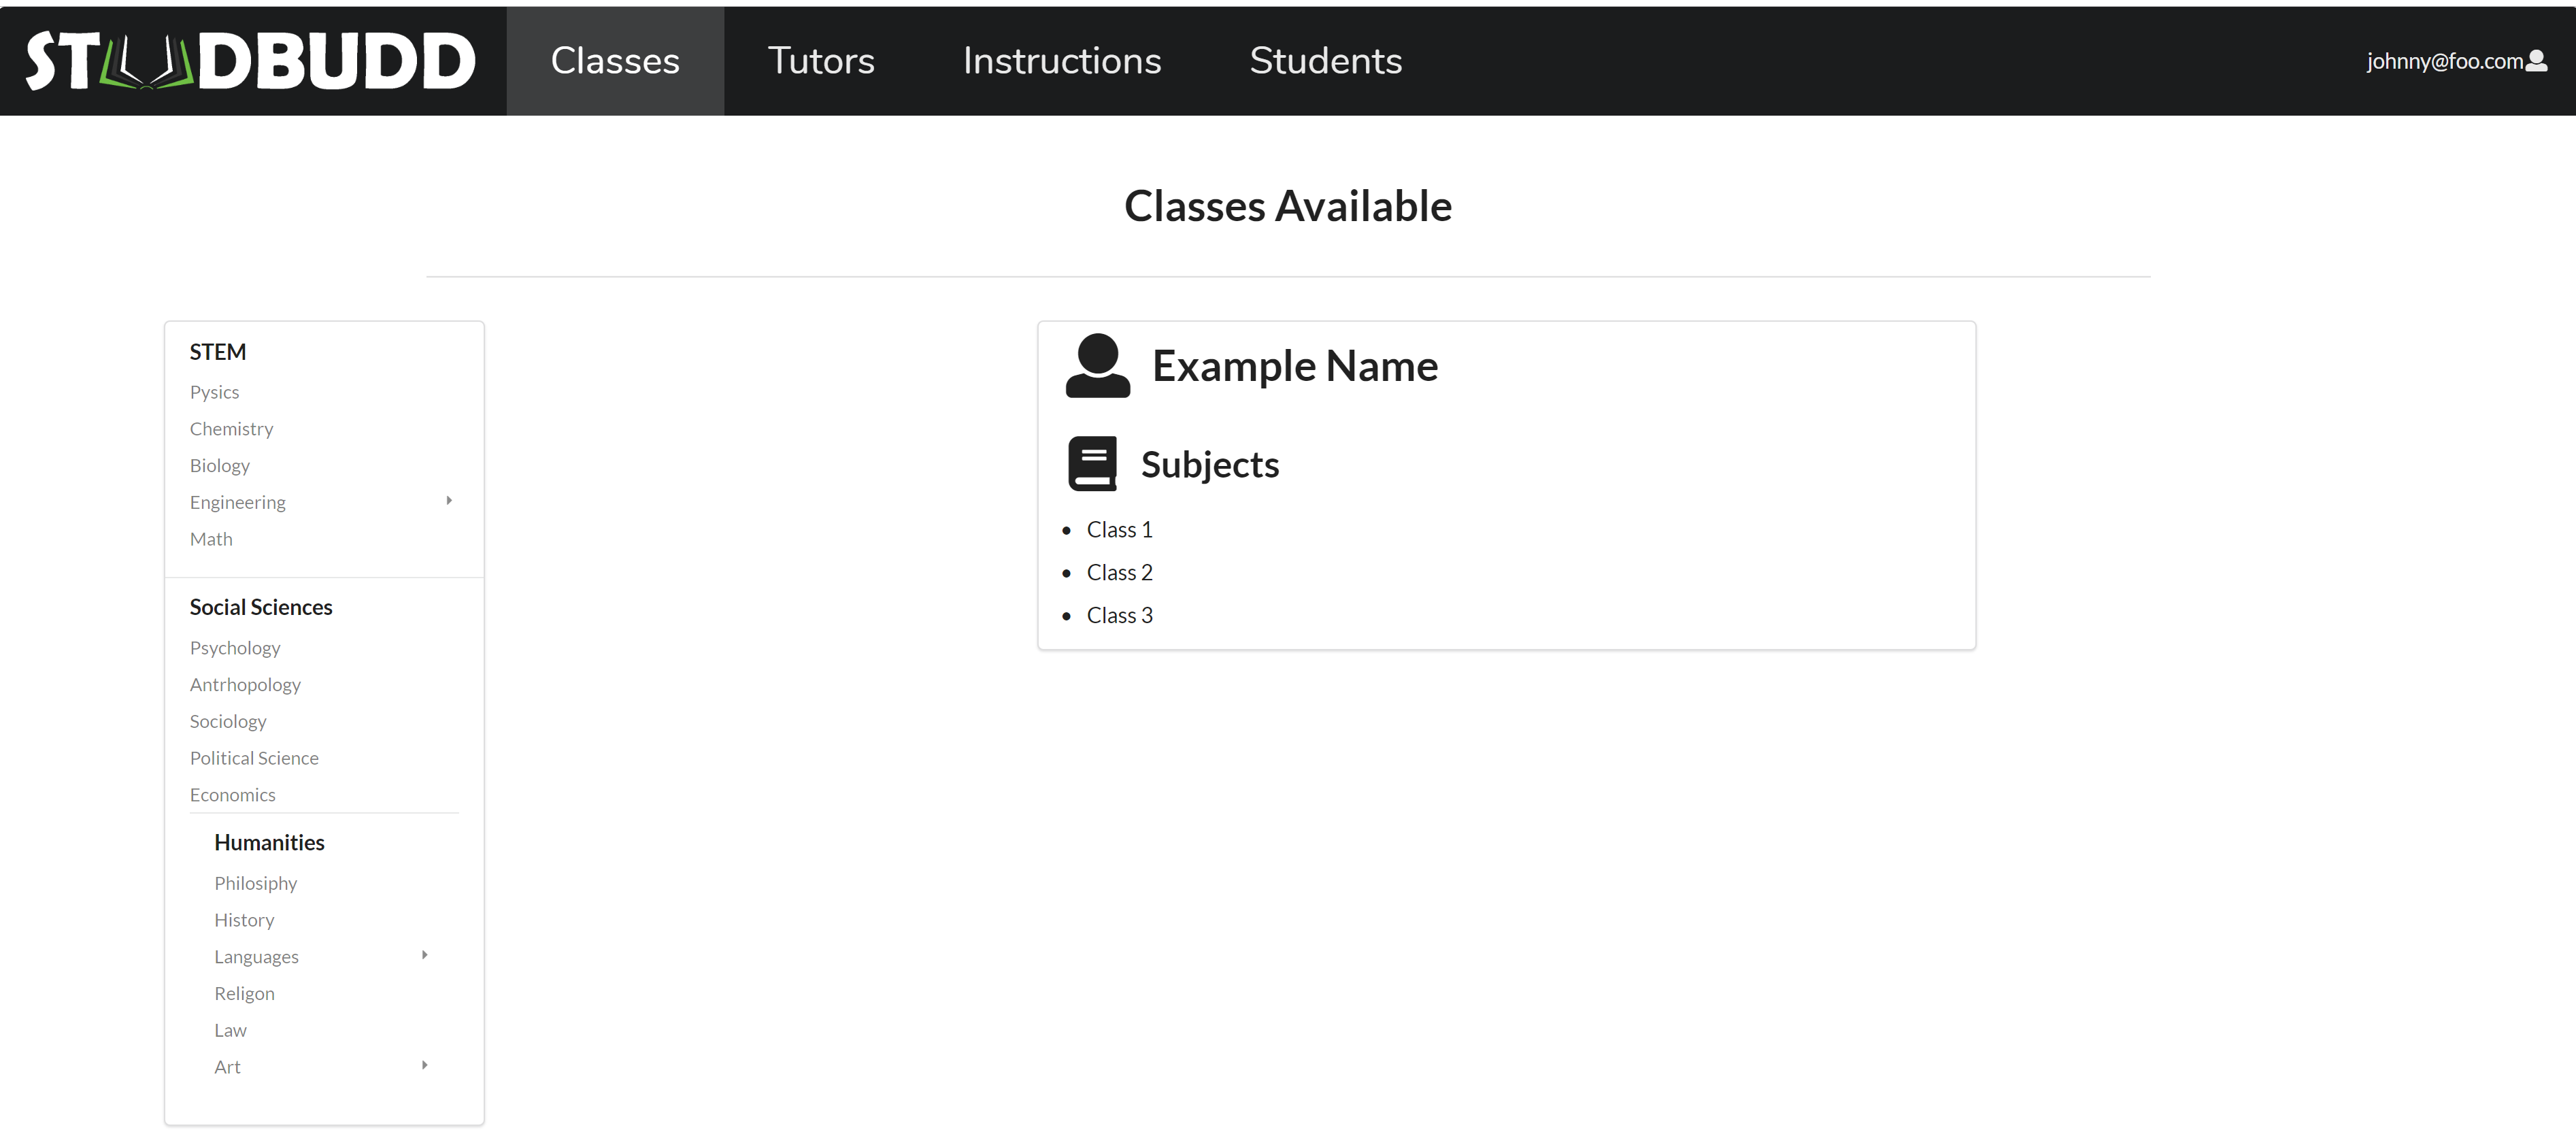 STUDBUDD Classes Tutors Instructions Students johnny@foo.com
Classes Available
STEM
Pysics
Chemistry
Biology
Engineering
Math
Social Sciences
Psychology
Antrhopology
Sociology
Political Science
Economics
Humanities
Philosiphy
History
Languages
Religon
Law
Art
Example Name
Subjects
Class 1
Class 2
Class 3